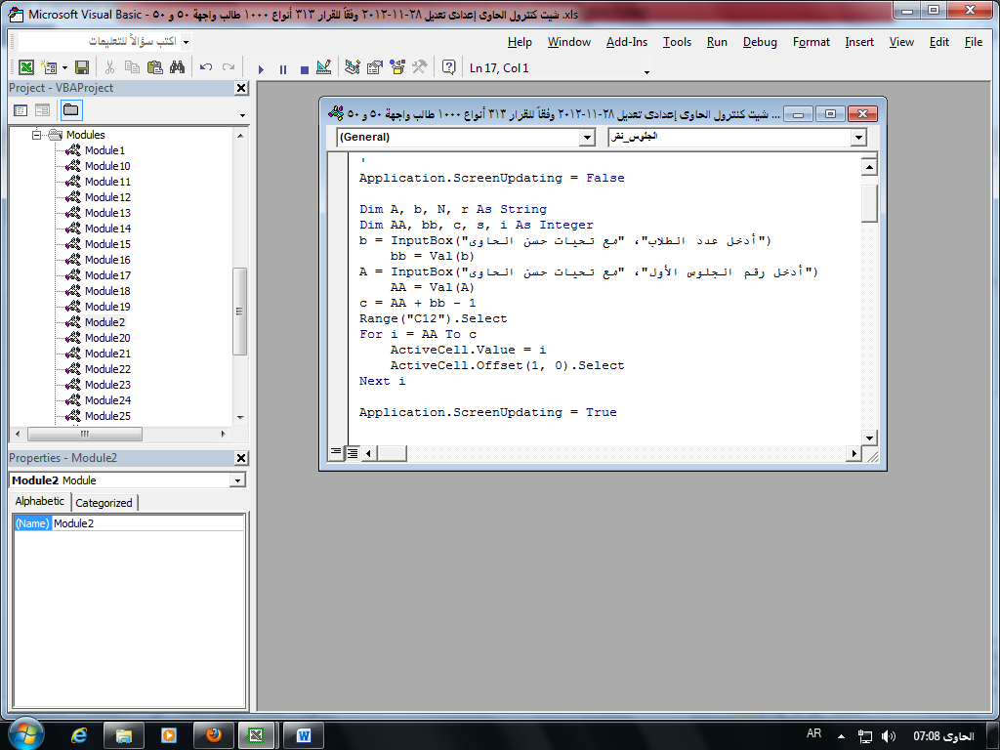 Microsoft Visual Basic - شيت كنترول الحاوى إعدادى تعديل ٢٨-١١-٢٠١٢ وفقاً للقرار ٣١٣ أنواع ١٠٠٠ طالب واجهة ٥٠ و ٥٠ .xls
اكتب سؤالاً للتعليمات
Help Window Add-Ins Tools Run Debug Format Insert View Edit File
Ln 17, Col 1
Project - VBAProject
Modules
Module1
Module10
Module11
Module12
Module13
Module14
Module15
Module16
Module17
Module18
Module19
Module2
Module20
Module21
Module22
Module23
Module24
Module25
Properties - Module2
Module2 Module
Alphabetic Categorized
(Name) Module2
شيت كنترول الحاوى إعدادى تعديل ٢٨-١١-٢٠١٢ وفقاً للقرار ٣١٣ أنواع ١٠٠٠ طالب واجهة ٥٠ و ٥٠ ...
(General) الجلوس_نقر
'
Application.ScreenUpdating = False
Dim A, b, N, r As String
Dim AA, bb, c, s, i As Integer
b = InputBox("أدخل عدد الطلاب", "مع تحيات حسن الحاوى")
bb = Val(b)
A = InputBox("أدخل رقم الجلوس الأول", "مع تحيات حسن الحاوى")
AA = Val(A)
c = AA + bb - 1
Range("C12").Select
For i = AA To c
ActiveCell.Value = i
ActiveCell.Offset(1, 0).Select
Next i
Application.ScreenUpdating = True
AR
الحاوى 07:08